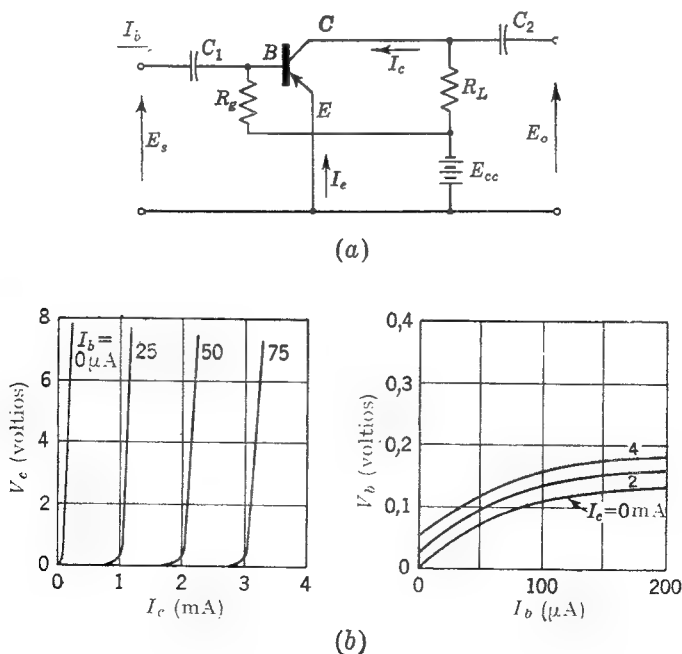 I_b
C_1
B
C
C_2
I_c
R_g
E
R_L
E_s
I_e
E_cc
E_o
(a)
8
6
4
2
0
I_b=
0 μA
25
50
75
0
1
2
3
4
V_c (voltios)
I_c (mA)
0,4
0,3
0,2
0,1
0
4
2
I_c=0 mA
0
100
200
V_b (voltios)
I_b (μA)
(b)